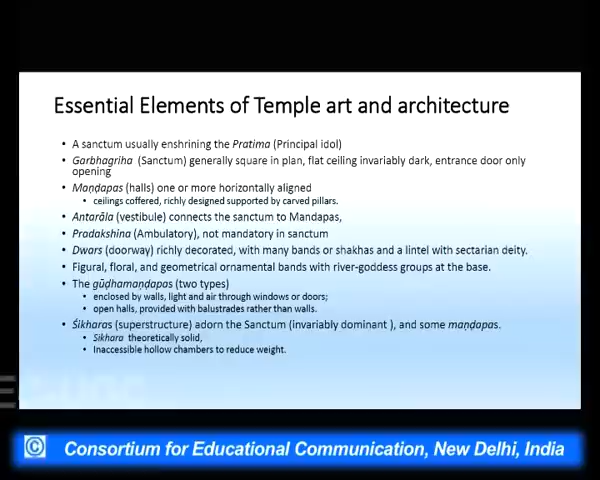 Essential Elements of Temple art and architecture
• A sanctum usually enshrining the Pratima (Principal idol)
• Garbhagriha (Sanctum) generally square in plan, flat ceiling invariably dark, entrance door only
opening
• Maṇḍapas (halls) one or more horizontally aligned
• ceilings coffered, richly designed supported by carved pillars.
• Antarāla (vestibule) connects the sanctum to Mandapas,
• Pradakshina (Ambulatory), not mandatory in sanctum
• Dwars (doorway) richly decorated, with many bands or shakhas and a lintel with sectarian deity.
• Figural, floral, and geometrical ornamental bands with river-goddess groups at the base.
• The gūḍhamaṇḍapas (two types)
• enclosed by walls, light and air through windows or doors;
• open halls, provided with balustrades rather than walls.
• Śikharas (superstructure) adorn the Sanctum (invariably dominant ), and some maṇḍapas.
• Sikhara theoretically solid,
• Inaccessible hollow chambers to reduce weight.
© Consortium for Educational Communication, New Delhi, India